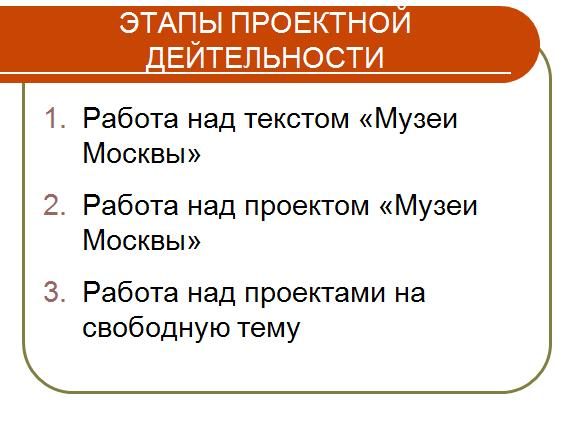 ЭТАПЫ ПРОЕКТНОЙ
ДЕЙТЕЛЬНОСТИ
1. Работа над текстом «Музеи
Москвы»
2. Работа над проектом «Музеи
Москвы»
3. Работа над проектами на
свободную тему